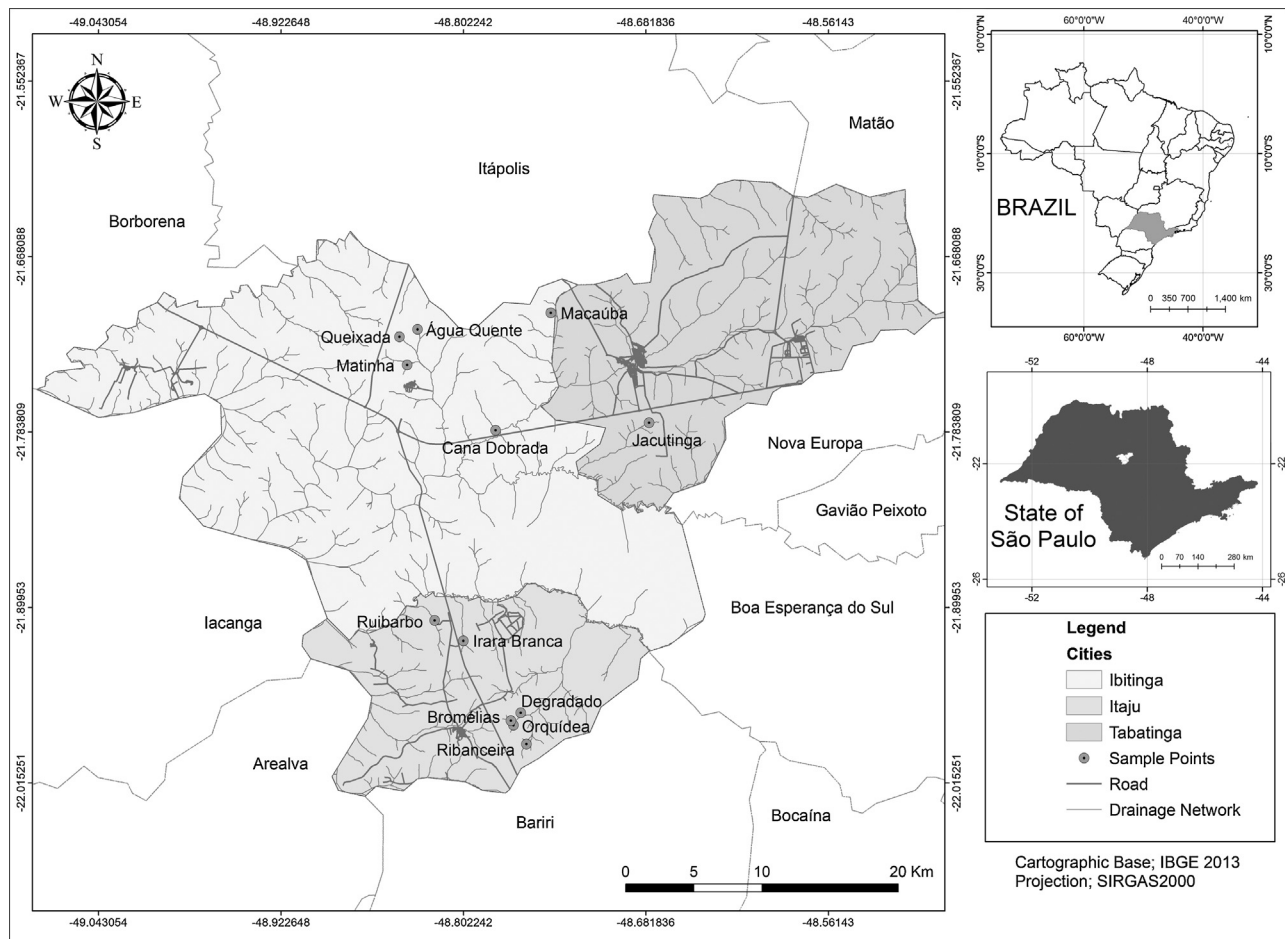 -49.043054 -48.922648 -48.802242 -48.681836 -48.56143
-21.552367
-21.668088
-21.783809
-21.89953
-22.015251
N
W E
S
Matão
Itápolis
Borborena
Macaúba
Água Quente
Queixada
Matinha
Cana Dobrada
Jacutinga
Nova Europa
Gavião Peixoto
Boa Esperança do Sul
Iacanga
Ruibarbo
Irara Branca
Degradado
Bromélias
Orquídea
Ribanceira
Arealva
Bariri
Bocaína
0 5 10 20 Km
-21.552367
-21.668088
-21.783809
-21.89953
-22.015251
-49.043054 -48.922648 -48.802242 -48.681836 -48.56143
60°0'0"W 40°0'0"W
10°0'0"N
10°0'0"S
30°0'0"S
BRAZIL
0 350 700 1,400 km
10°0'0"N
10°0'0"S
30°0'0"S
60°0'0"W 40°0'0"W
-52 -48 -44
-22
-26
State of
São Paulo
0 70 140 280 km
-22
-26
-52 -48 -44
Legend
Cities
Ibitinga
Itaju
Tabatinga
Sample Points
Road
Drainage Network
Cartographic Base; IBGE 2013
Projection; SIRGAS2000